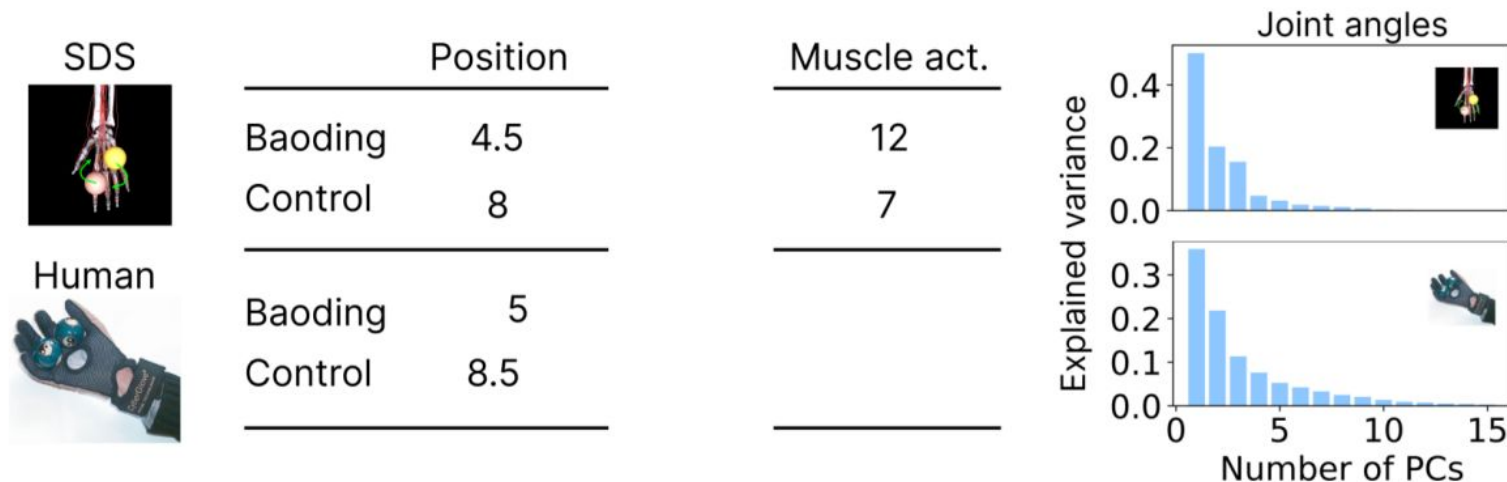 SDS
Position
Muscle act.
Baoding 4.5 12
Control 8 7
Human
Baoding 5
Control 8.5
Joint angles
Explained variance
0.4
0.2
0.0
0.3
0.2
0.1
0.0
0 5 10 15
Number of PCs
CyberGlove